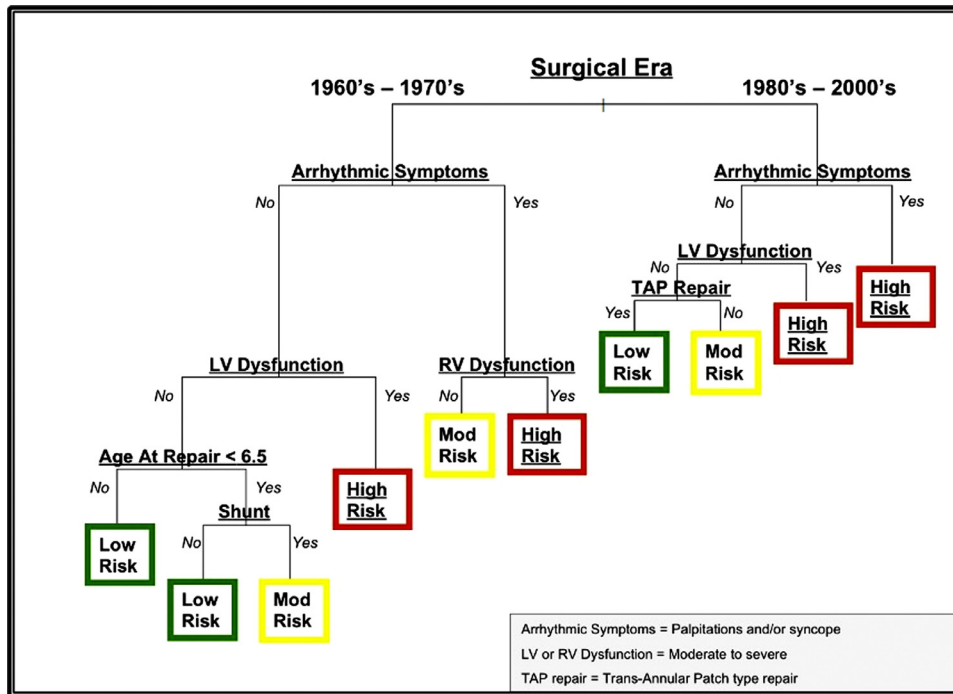 Surgical Era
1960's – 1970's
1980's – 2000's
Arrhythmic Symptoms
Arrhythmic Symptoms
No
Yes
No
Yes
LV Dysfunction
No
Yes
TAP Repair
High
Risk
Yes
No
High
Risk
Low
Risk
Mod
Risk
LV Dysfunction
RV Dysfunction
No
Yes
No
Yes
Mod
Risk
High
Risk
Age At Repair < 6.5
No
Yes
High
Risk
Shunt
Low
Risk
No
Yes
Low
Risk
Mod
Risk
Arrhythmic Symptoms = Palpitations and/or syncope
LV or RV Dysfunction = Moderate to severe
TAP repair = Trans-Annular Patch type repair